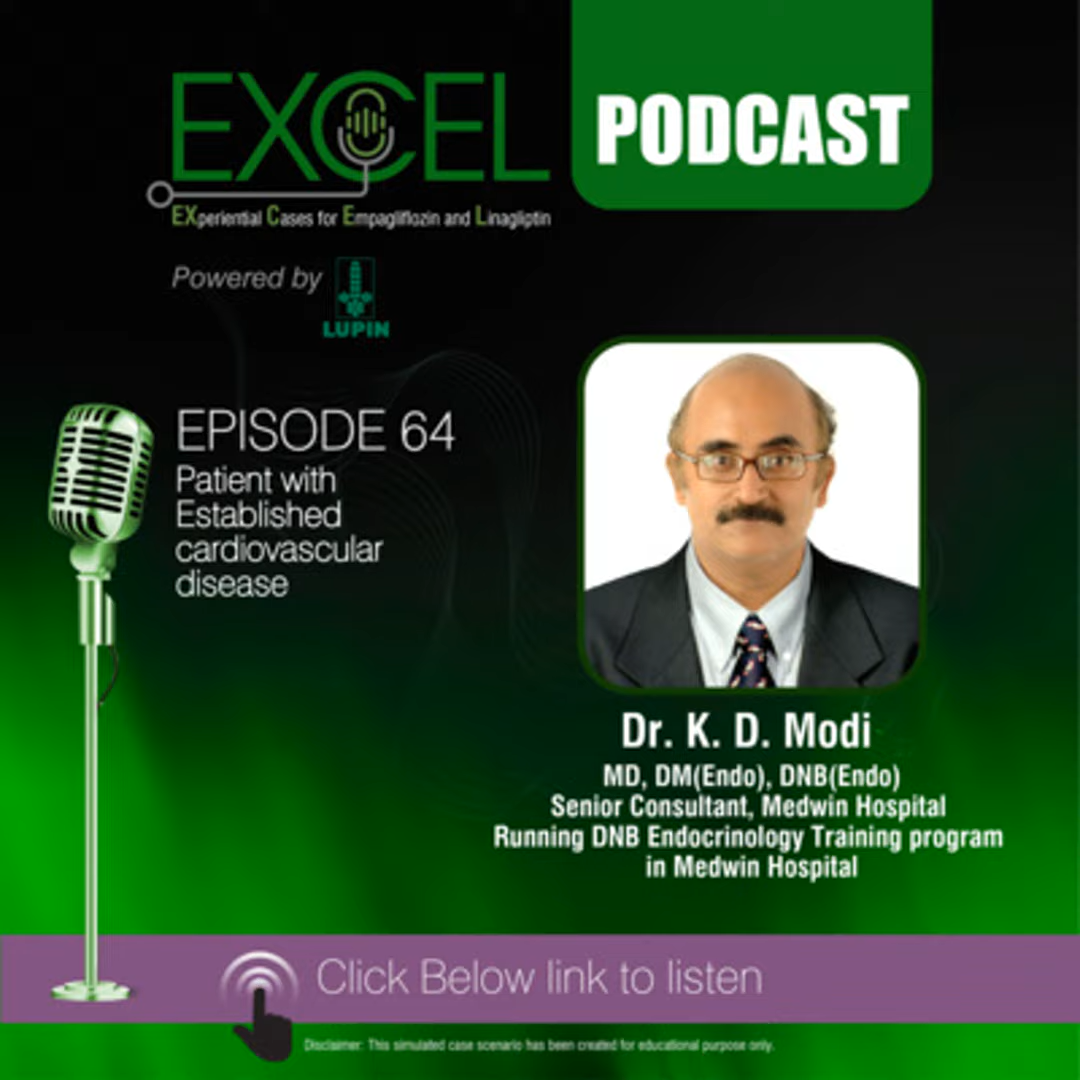 EXCEL
PODCAST
EXperiential Cases for Empagliflozin and Linagliptin
Powered by
LUPIN
EPISODE 64
Patient with
Established
cardiovascular
disease
Dr. K. D. Modi
MD, DM(Endo), DNB(Endo)
Senior Consultant, Medwin Hospital
Running DNB Endocrinology Training program
in Medwin Hospital
Click Below link to listen
Disclaimer: This simulated case scenario has been created for educational purpose only.